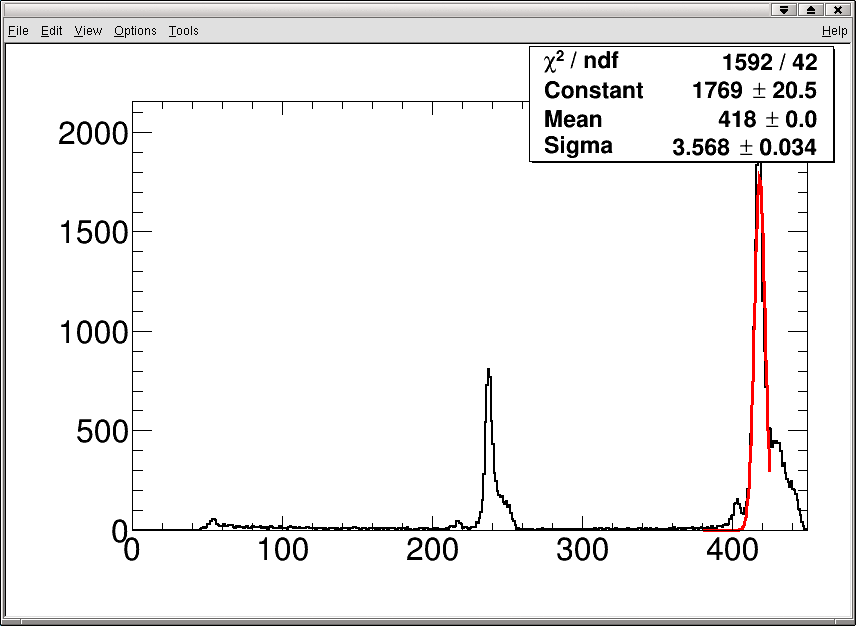 File Edit View Options Tools Help
χ² / ndf 1592 / 42
Constant 1769 ± 20.5
Mean 418 ± 0.0
Sigma 3.568 ± 0.034
2000
1500
1000
500
0
0 100 200 300 400